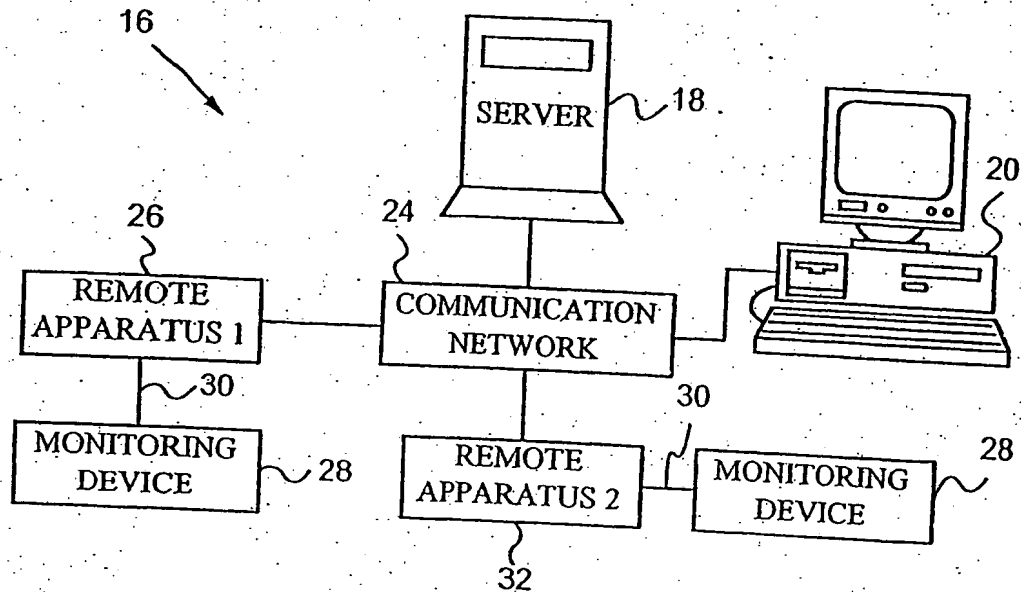 16
SERVER
18
20
24
26
REMOTE
APPARATUS 1
COMMUNICATION
NETWORK
30
MONITORING
DEVICE
28
REMOTE
APPARATUS 2
30
MONITORING
DEVICE
28
32